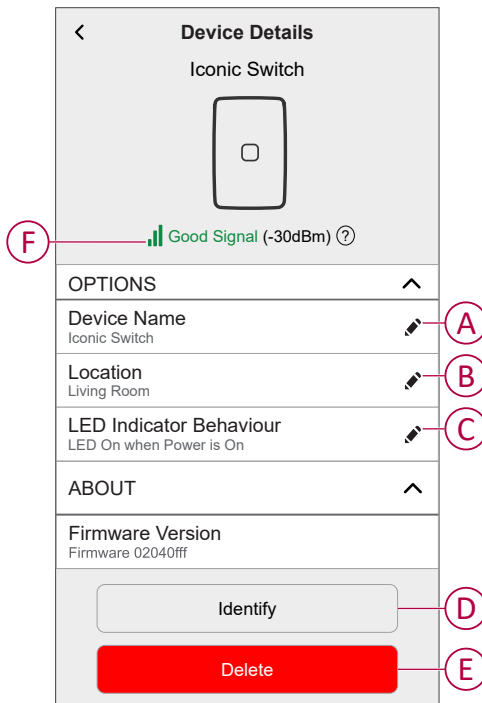 Device Details
Iconic Switch
F
Good Signal (-30dBm) ?
OPTIONS
Device Name
Iconic Switch
A
Location
Living Room
B
LED Indicator Behaviour
LED On when Power is On
C
ABOUT
Firmware Version
Firmware 02040fff
Identify
D
Delete
E